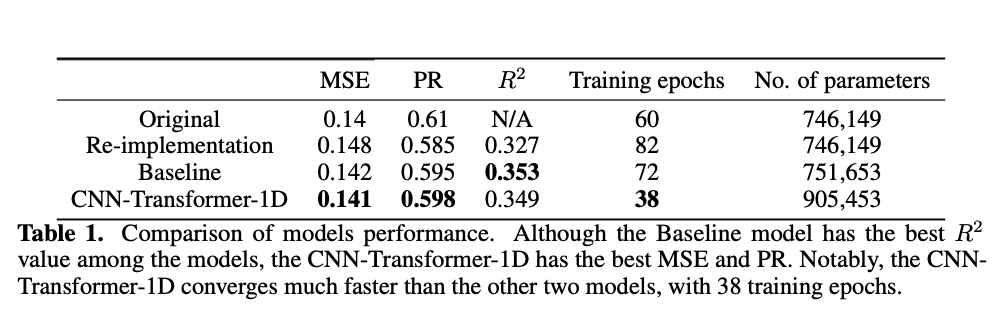 MSE PR R² Training epochs No. of parameters
Original 0.14 0.61 N/A 60 746,149
Re-implementation 0.148 0.585 0.327 82 746,149
Baseline 0.142 0.595 0.353 72 751,653
CNN-Transformer-1D 0.141 0.598 0.349 38 905,453
Table 1. Comparison of models performance. Although the Baseline model has the best R²
value among the models, the CNN-Transformer-1D has the best MSE and PR. Notably, the CNN-
Transformer-1D converges much faster than the other two models, with 38 training epochs.